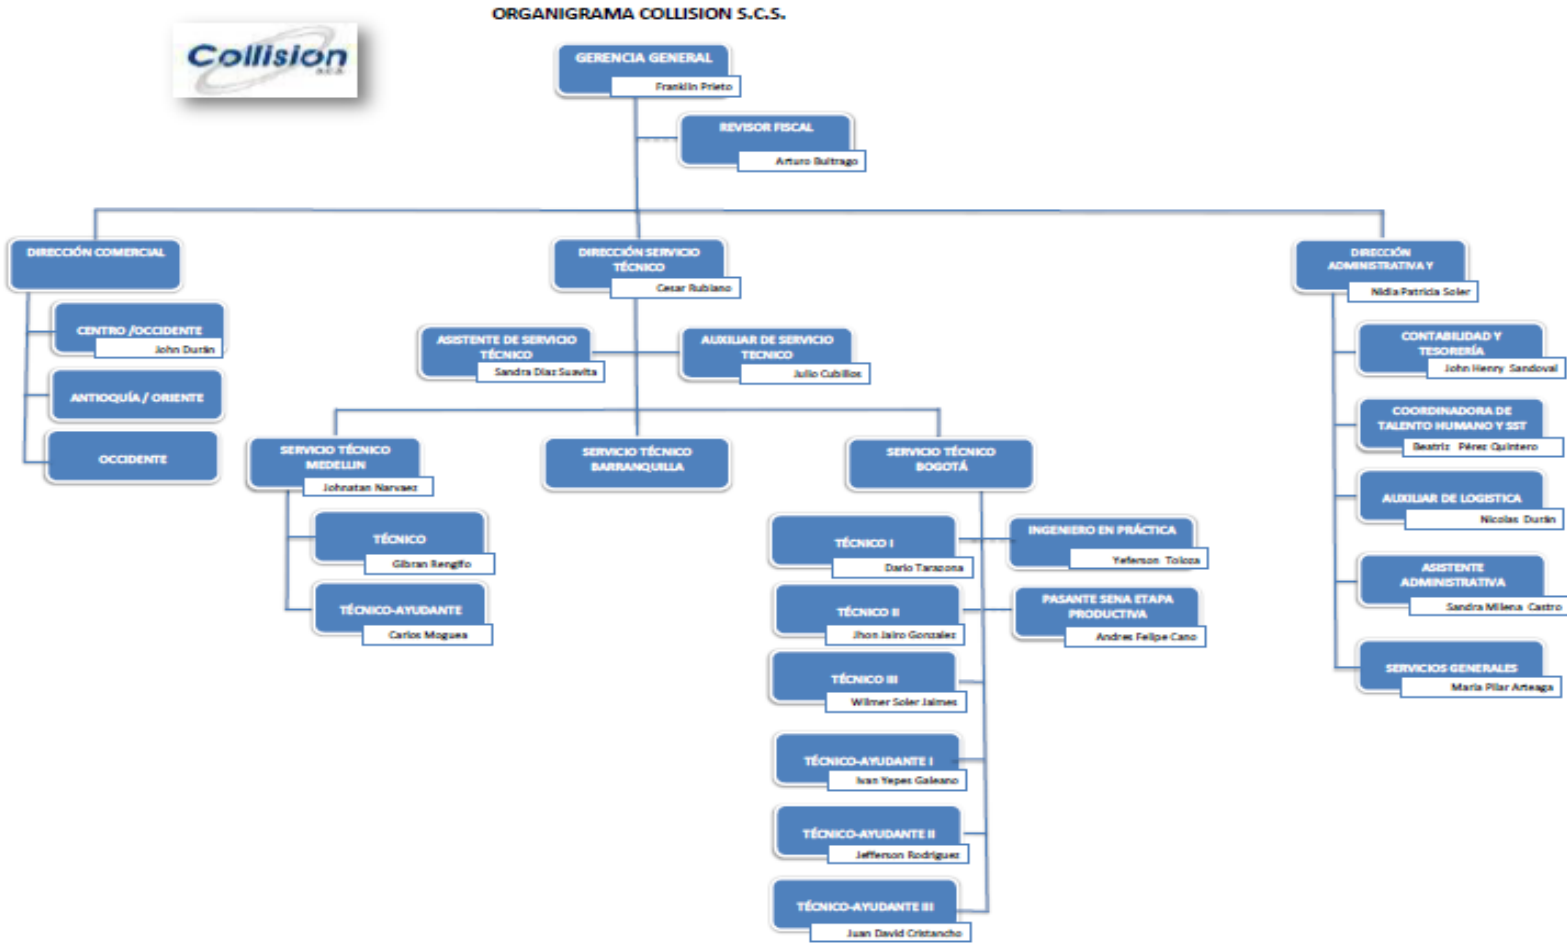 ORGANIGRAMA COLLISION S.C.S.
Collision
S.C.S.
GERENCIA GENERAL
Franklin Prieto
REVISOR FISCAL
Arturo Buitrago
DIRECCIÓN COMERCIAL
CENTRO /OCCIDENTE
John Durán
ANTIOQUÍA / ORIENTE
OCCIDENTE
DIRECCIÓN SERVICIO
TÉCNICO
Cesar Rubiano
ASISTENTE DE SERVICIO
TÉCNICO
Sandra Diaz Suavita
AUXILIAR DE SERVICIO
TECNICO
Julio Cubillos
SERVICIO TÉCNICO
MEDELLIN
Johnatan Narvaez
TÉCNICO
Gibran Rengifo
TÉCNICO-AYUDANTE
Carlos Moguea
SERVICIO TÉCNICO
BARRANQUILLA
SERVICIO TÉCNICO
BOGOTÁ
TÉCNICO I
Dario Tarazona
INGENIERO EN PRÁCTICA
Yeferson Toloza
TÉCNICO II
Jhon Jairo Gonzalez
PASANTE SENA ETAPA
PRODUCTIVA
Andres Felipe Cano
TÉCNICO III
Wilmer Soler Jaimes
TÉCNICO-AYUDANTE I
Ivan Yepes Galeano
TÉCNICO-AYUDANTE II
Jefferson Rodriguez
TÉCNICO-AYUDANTE III
Juan David Cristancho
DIRECCIÓN
ADMINISTRATIVA Y
Nidia Patricia Soler
CONTABILIDAD Y
TESORERÍA
John Henry Sandoval
COORDINADORA DE
TALENTO HUMANO Y SST
Beatriz Pérez Quintero
AUXILIAR DE LOGISTICA
Nicolas Durán
ASISTENTE
ADMINISTRATIVA
Sandra Milena Castro
SERVICIOS GENERALES
Maria Pilar Arteaga